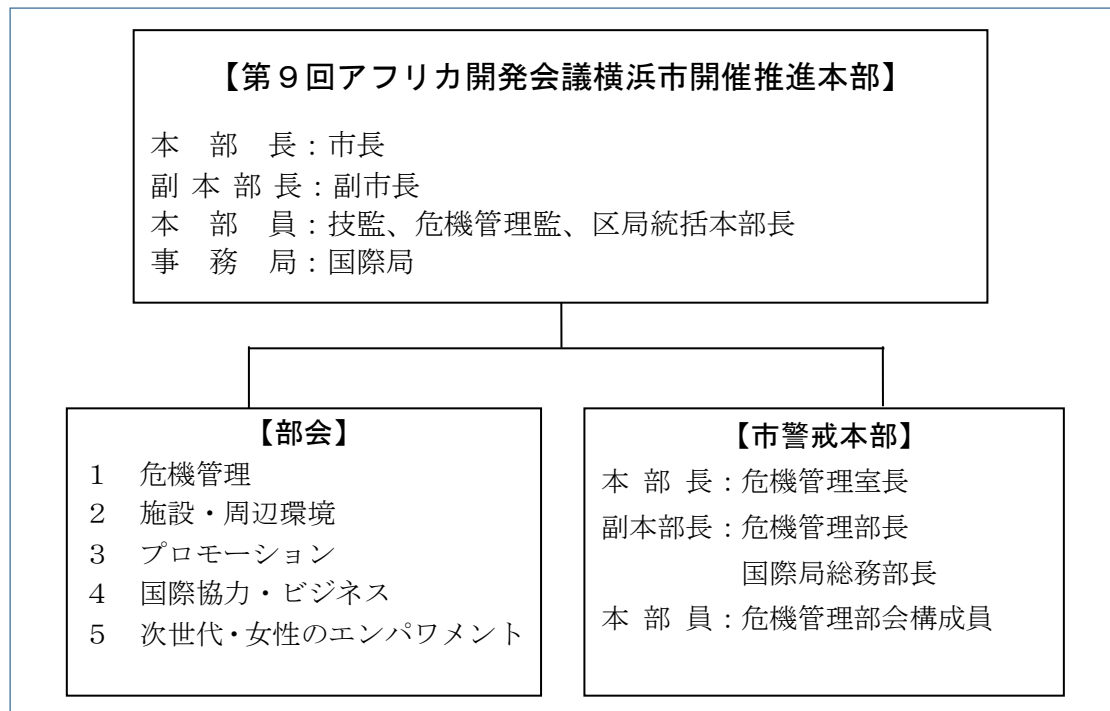 【第９回アフリカ開発会議横浜市開催推進本部】
本　部　長：市長
副 本 部 長：副市長
本　部　員：技監、危機管理監、区局統括本部長
事　務　局：国際局
【部会】
１　危機管理
２　施設・周辺環境
３　プロモーション
４　国際協力・ビジネス
５　次世代・女性のエンパワメント
【市警戒本部】
本 部 長：危機管理室長
副本部長：危機管理部長
国際局総務部長
本 部 員：危機管理部会構成員